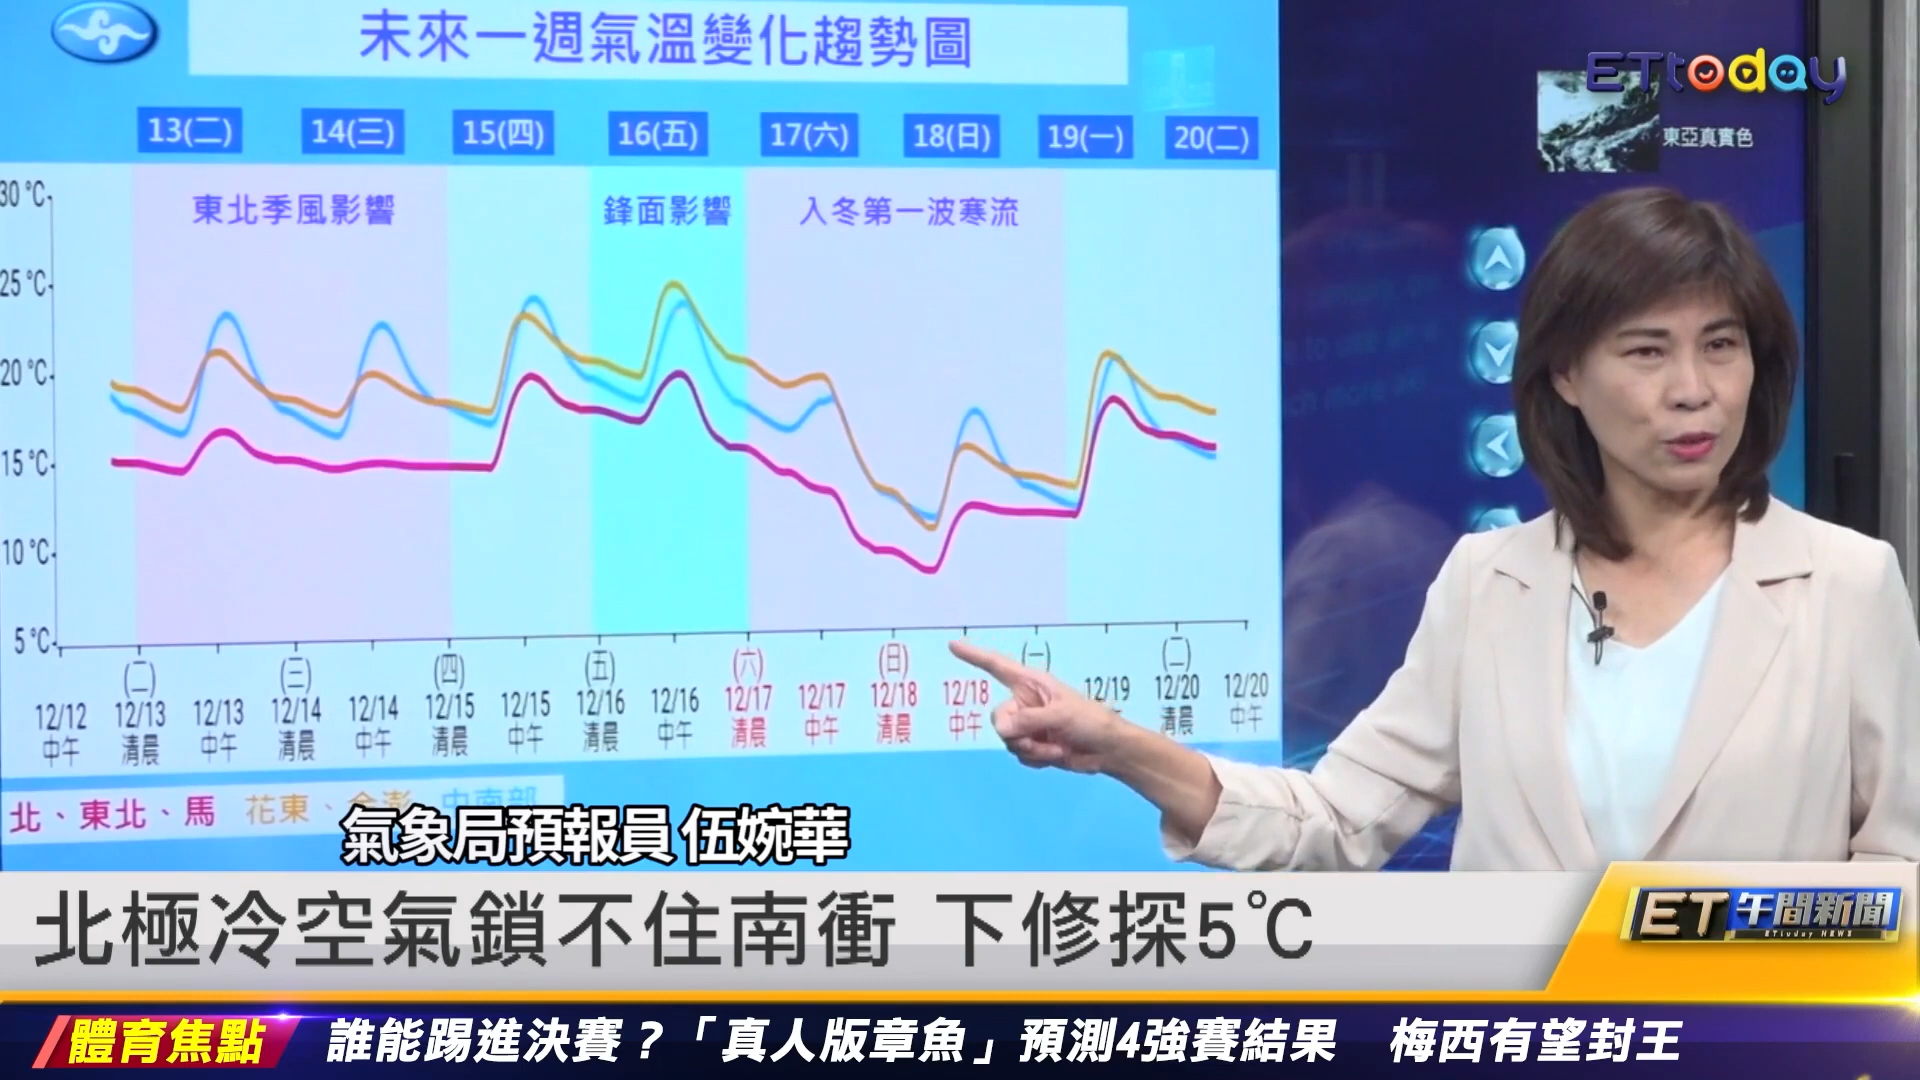 未來一週氣溫變化趨勢圖
ETtoday
東亞真實色
13(二) 14(三) 15(四) 16(五) 17(六) 18(日) 19(一) 20(二)
東北季風影響 鋒面影響 入冬第一波寒流
30℃
25℃
20℃
15℃
10℃
5℃
(二) (三) (四) (五) (六) (日) (一) (二)
12/12 12/13 12/13 12/14 12/14 12/15 12/15 12/16 12/16 12/17 12/17 12/18 12/18 12/19 12/20 12/20
中午 清晨 中午 清晨 中午 清晨 中午 清晨 中午 清晨 中午 清晨 中午 清晨 中午
北、東北、馬 花東、金澎 中南部
氣象局預報員 伍婉華
北極冷空氣鎖不住南衝 下修探5℃
ET午間新聞
ETtoday NEWS
體育焦點 誰能踢進決賽？「真人版章魚」預測4強賽結果 梅西有望封王